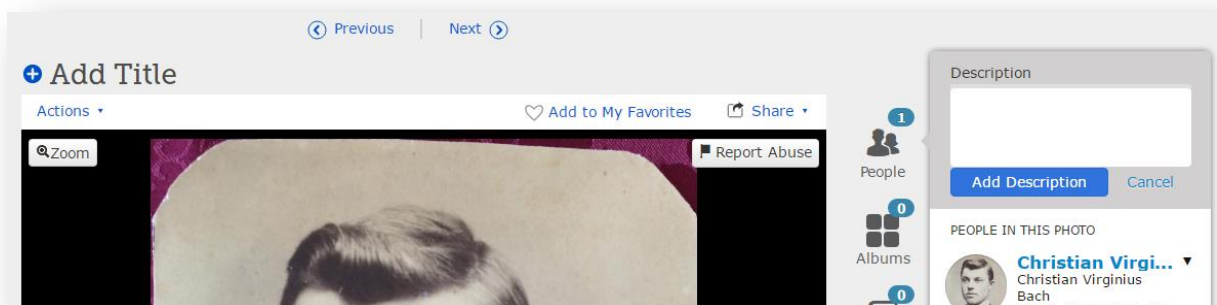 Previous
Next
Add Title
Actions
Add to My Favorites
Share
Zoom
Report Abuse
1
People
0
Albums
0
Description
Add Description
Cancel
PEOPLE IN THIS PHOTO
Christian Virgi...
Christian Virginius
Bach